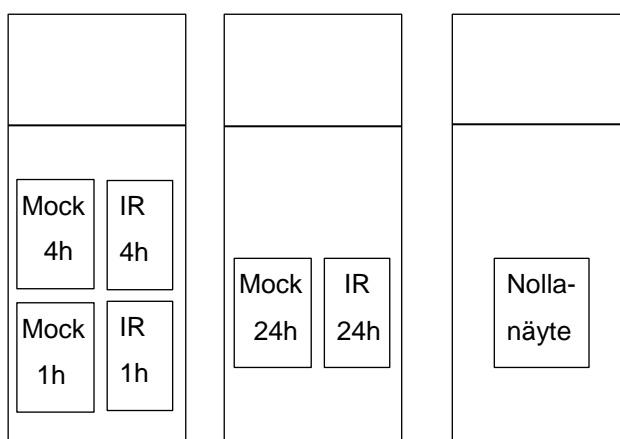 Mock
4h
IR
4h
Mock
1h
IR
1h
Mock
24h
IR
24h
Nolla-
näyte